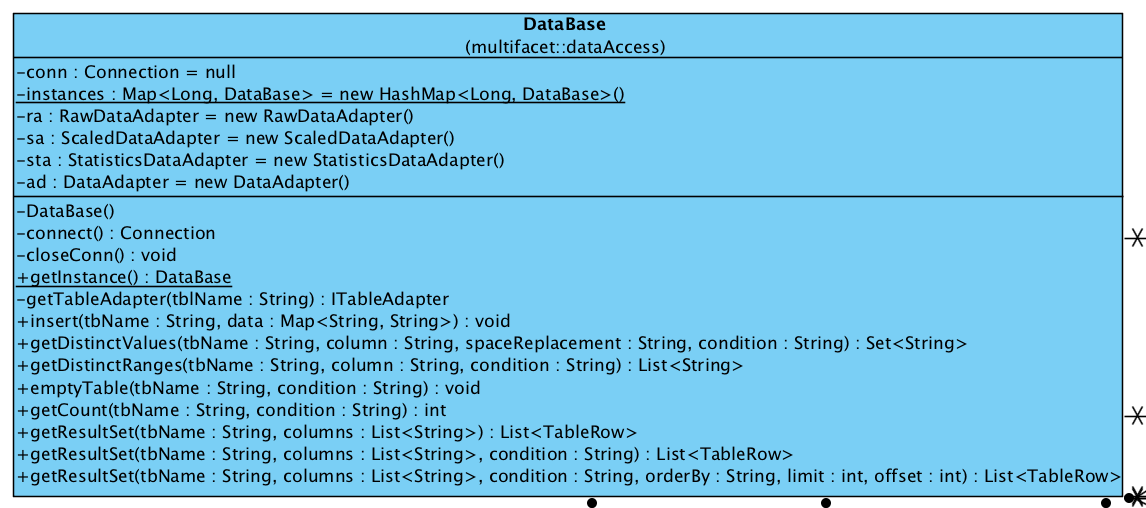 DataBase
(multifacet::dataAccess)
-conn : Connection = null
-instances : Map<Long, DataBase> = new HashMap<Long, DataBase>()
-ra : RawDataAdapter = new RawDataAdapter()
-sa : ScaledDataAdapter = new ScaledDataAdapter()
-sta : StatisticsDataAdapter = new StatisticsDataAdapter()
-ad : DataAdapter = new DataAdapter()
-DataBase()
-connect() : Connection
-closeConn() : void
+getInstance() : DataBase
-getTableAdapter(tblName : String) : ITableAdapter
+insert(tbName : String, data : Map<String, String>) : void
+getDistinctValues(tbName : String, column : String, spaceReplacement : String, condition : String) : Set<String>
+getDistinctRanges(tbName : String, column : String, condition : String) : List<String>
+emptyTable(tbName : String, condition : String) : void
+getCount(tbName : String, condition : String) : int
+getResultSet(tbName : String, columns : List<String>) : List<TableRow>
+getResultSet(tbName : String, columns : List<String>, condition : String) : List<TableRow>
+getResultSet(tbName : String, columns : List<String>, condition : String, orderBy : String, limit : int, offset : int) : List<TableRow>